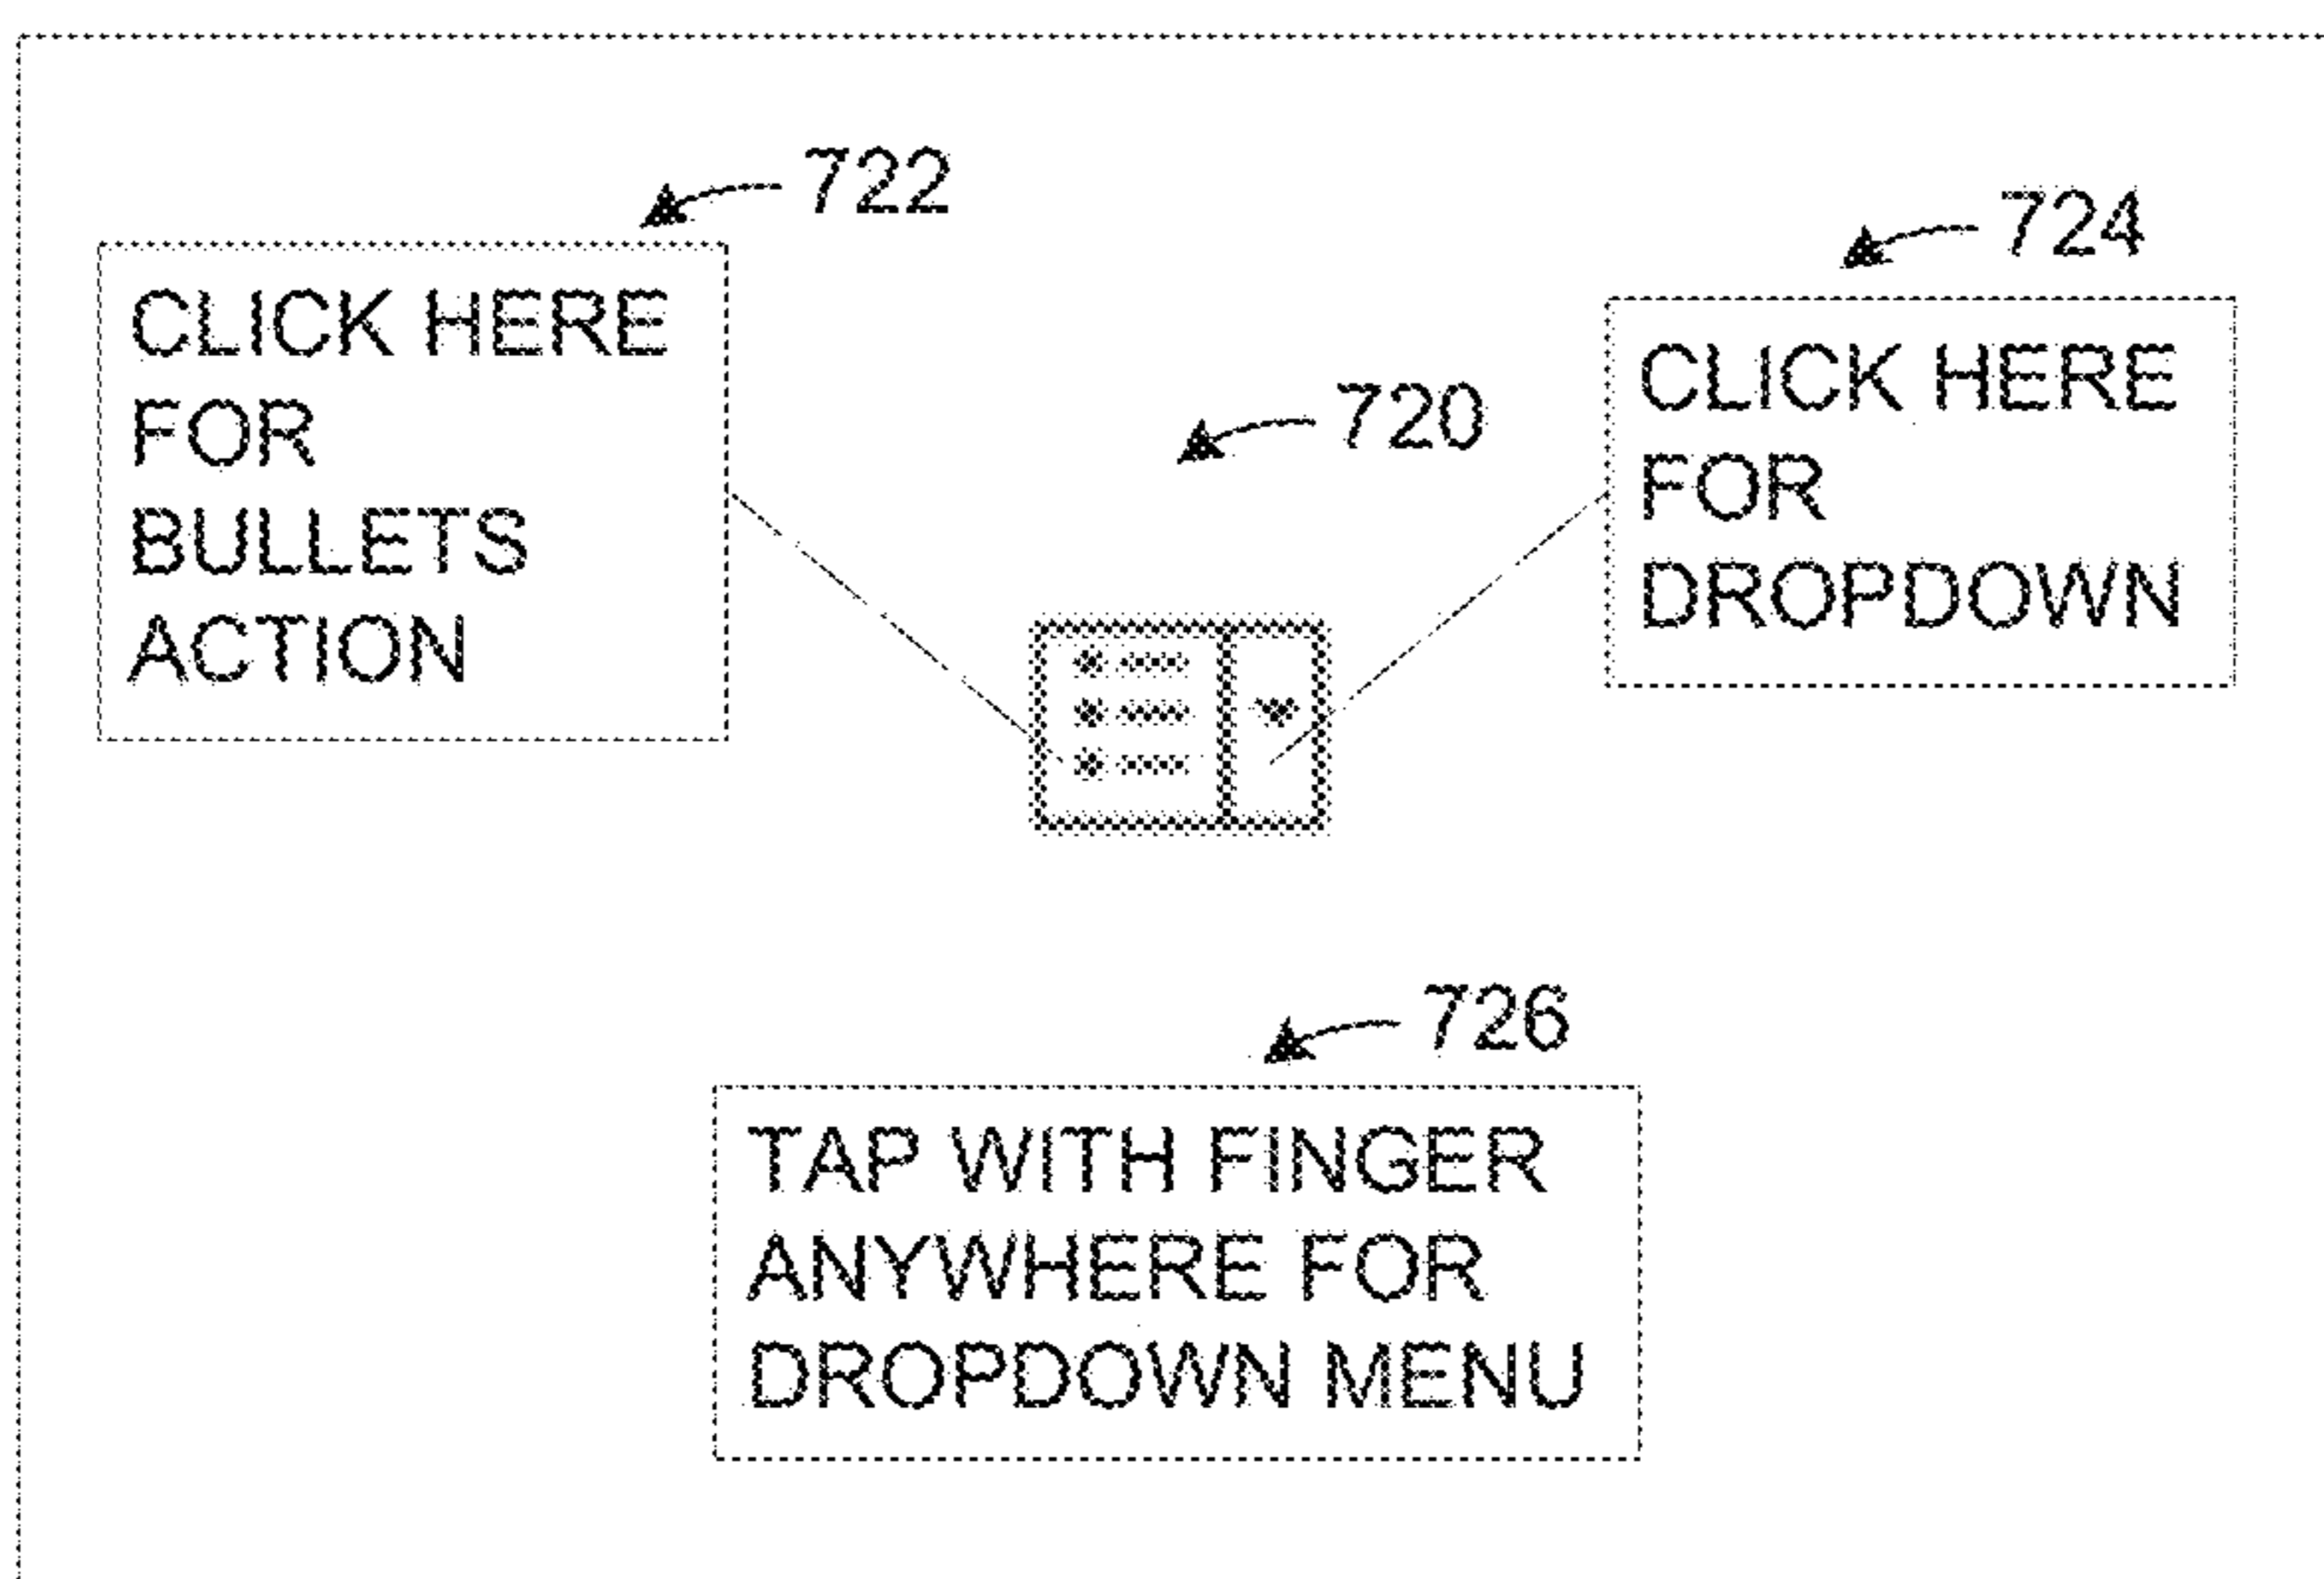 722
CLICK HERE
FOR
BULLETS
ACTION
724
CLICK HERE
FOR
DROPDOWN
720
726
TAP WITH FINGER
ANYWHERE FOR
DROPDOWN MENU